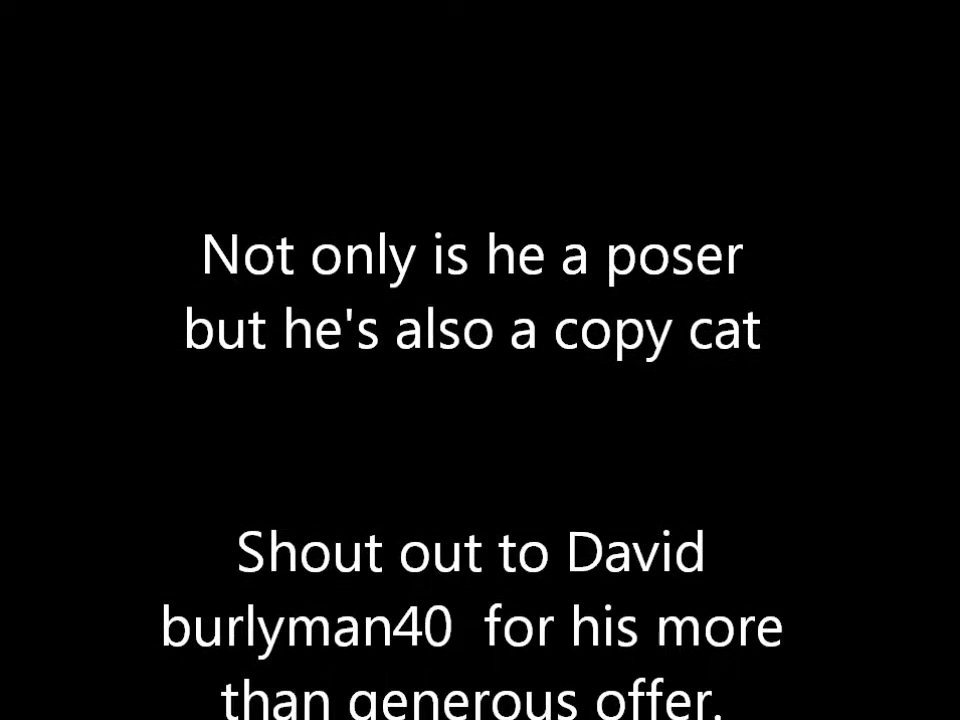 Not only is he a poser
but he's also a copy cat
Shout out to David
burlyman40 for his more
than generous offer.